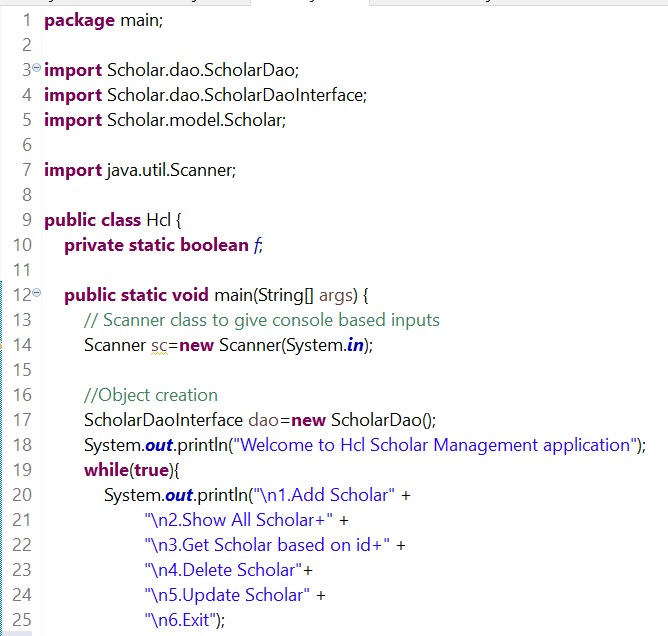 1 package main;
2
3 import Scholar.dao.ScholarDao;
4 import Scholar.dao.ScholarDaoInterface;
5 import Scholar.model.Scholar;
6
7 import java.util.Scanner;
8
9 public class Hcl {
10 private static boolean f;
11
12 public static void main(String[] args) {
13 // Scanner class to give console based inputs
14 Scanner sc=new Scanner(System.in);
15
16 //Object creation
17 ScholarDaoInterface dao=new ScholarDao();
18 System.out.println("Welcome to Hcl Scholar Management application");
19 while(true){
20 System.out.println("\n1.Add Scholar" +
21 "\n2.Show All Scholar+" +
22 "\n3.Get Scholar based on id+" +
23 "\n4.Delete Scholar"+
24 "\n5.Update Scholar" +
25 "\n6.Exit");